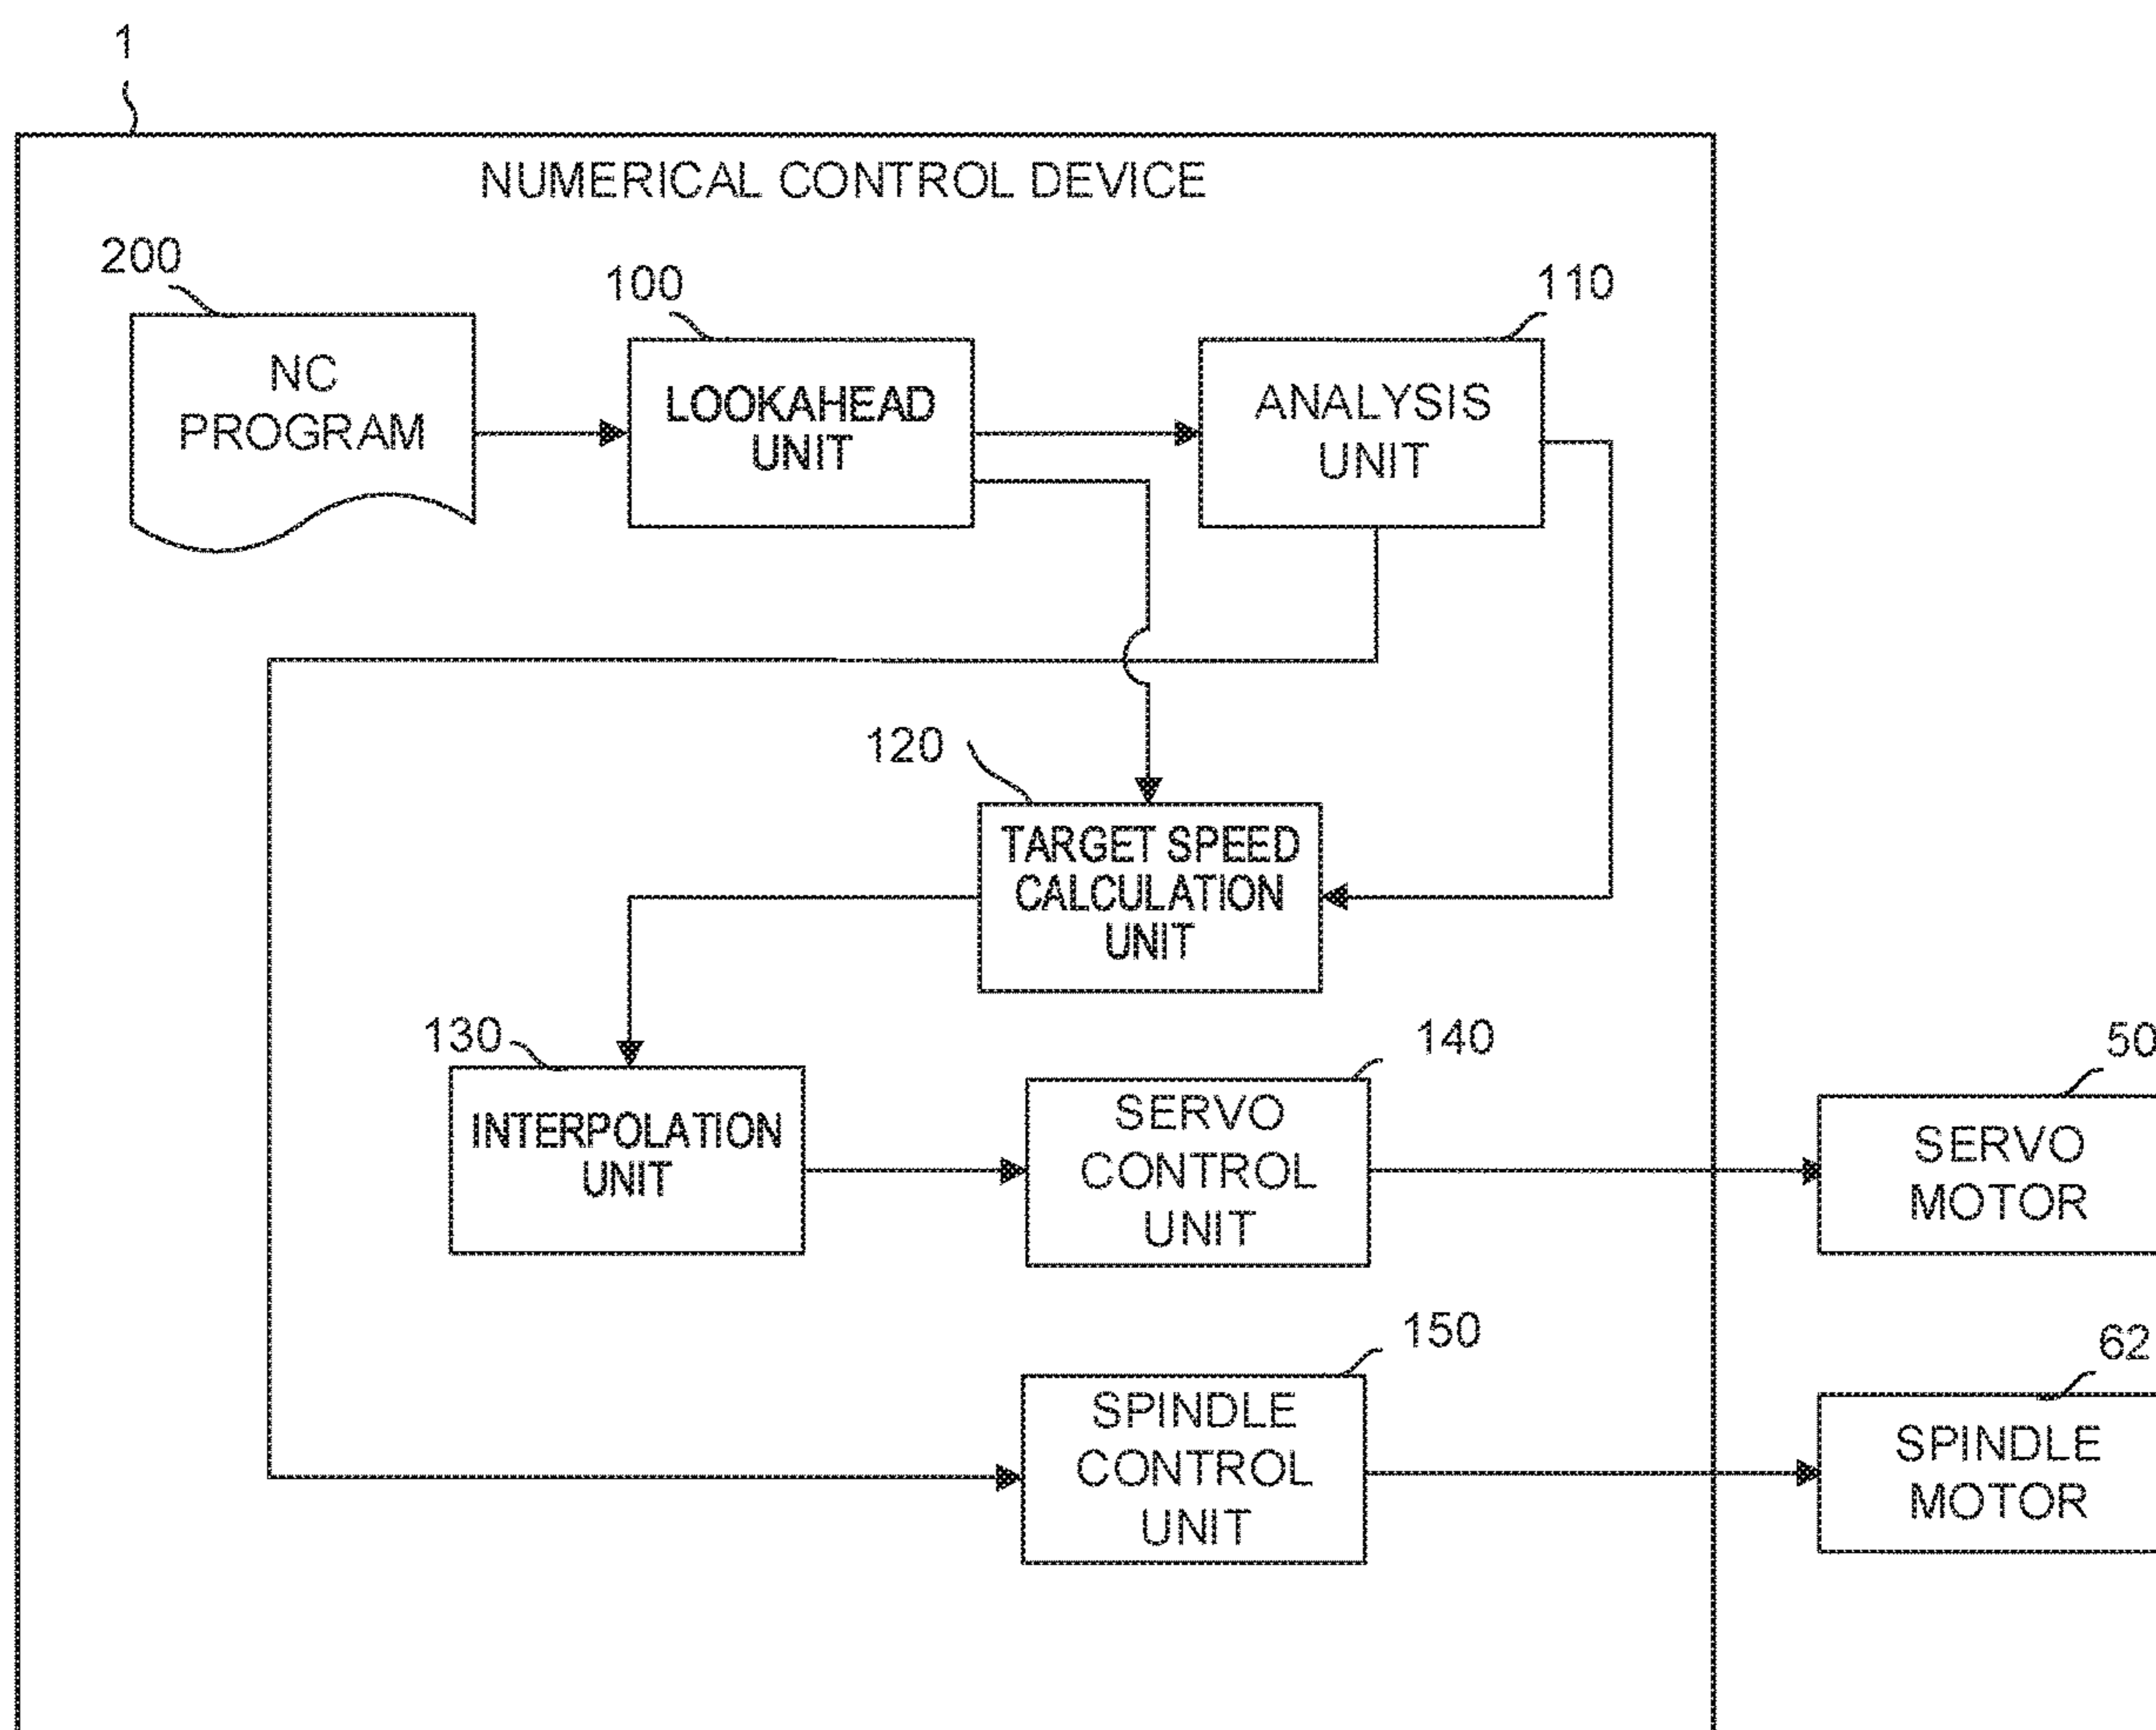 1
NUMERICAL CONTROL DEVICE
200
100
110
NC
PROGRAM
LOOKAHEAD
UNIT
ANALYSIS
UNIT
120
TARGET SPEED
CALCULATION
UNIT
130
140
50
INTERPOLATION
UNIT
SERVO
CONTROL
UNIT
SERVO
MOTOR
150
62
SPINDLE
CONTROL
UNIT
SPINDLE
MOTOR